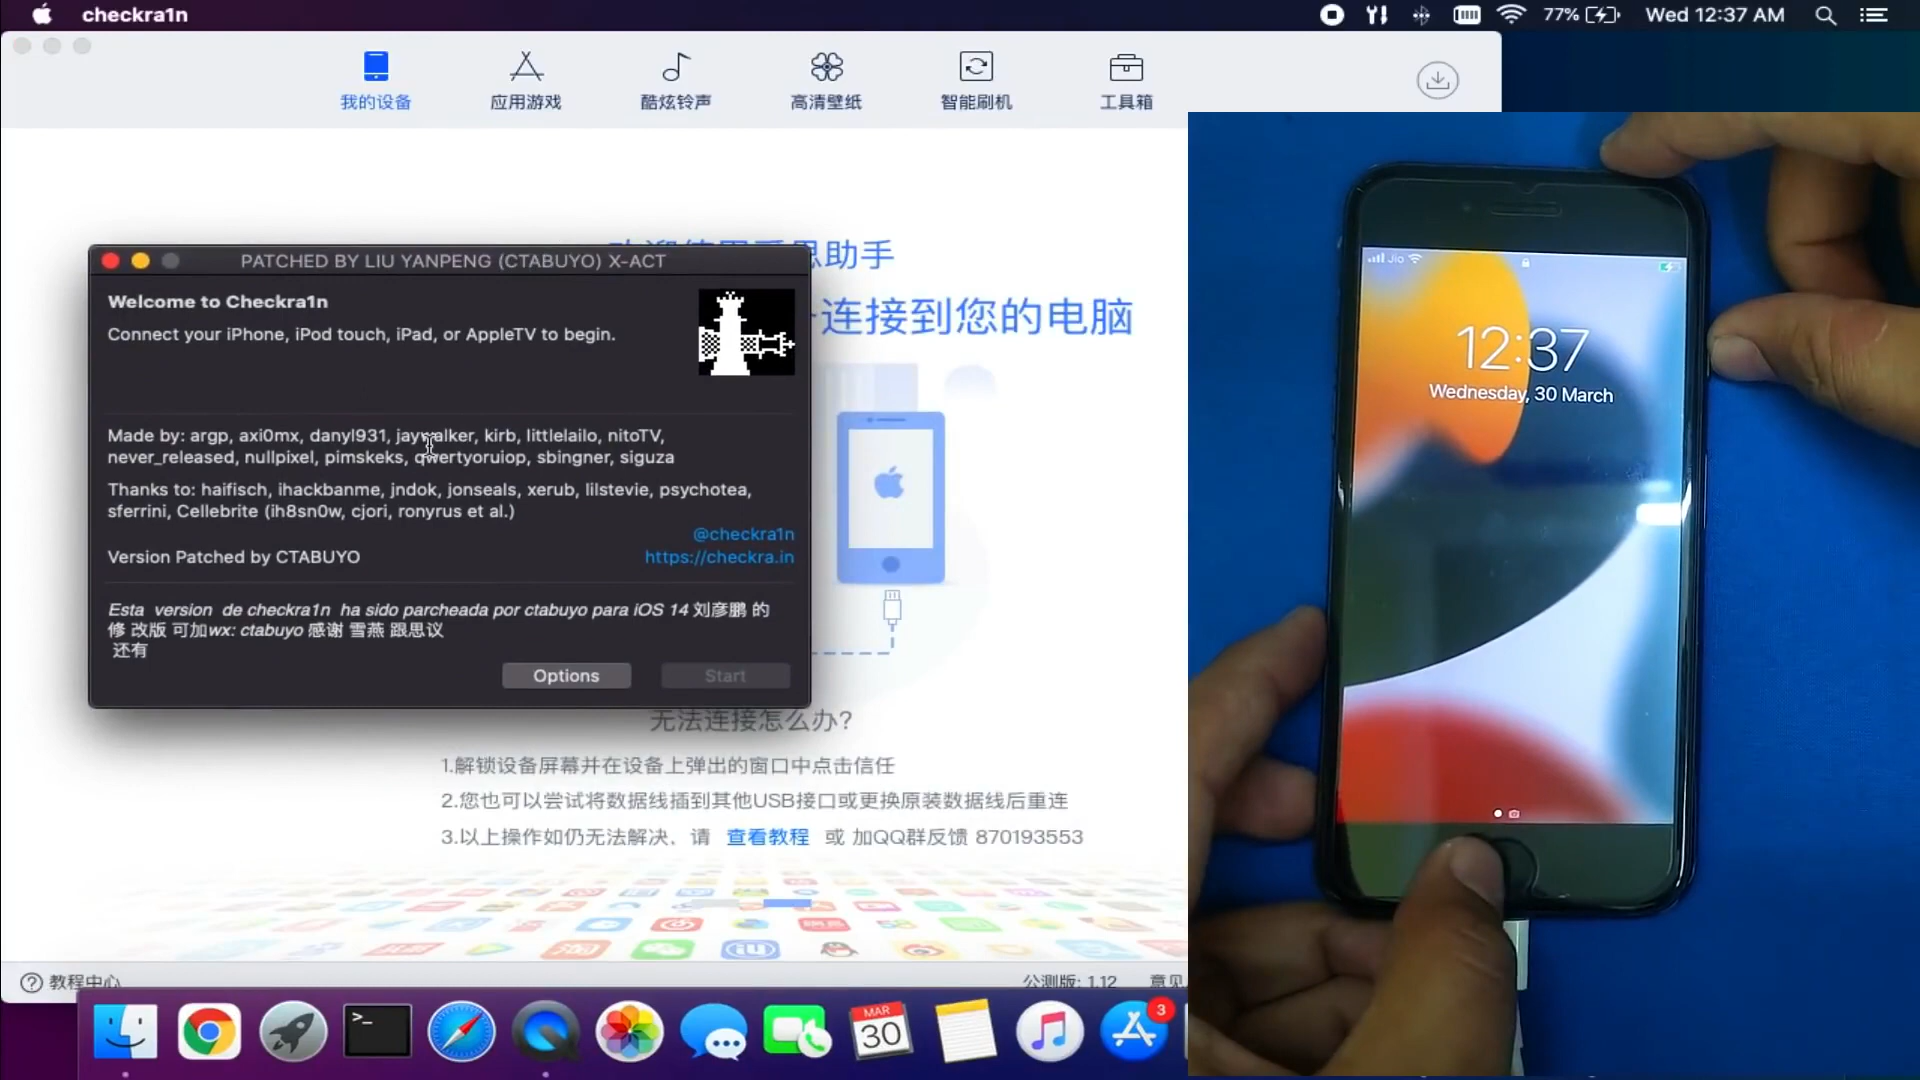 checkra1n
77%
Wed 12:37 AM
我的设备
应用游戏
酷炫铃声
高清壁纸
智能刷机
工具箱
助手
连接到您的电脑
PATCHED BY LIU YANPENG (CTABUYO) X-ACT
Welcome to Checkra1n
Connect your iPhone, iPod touch, iPad, or AppleTV to begin.
Made by: argp, axi0mx, danyl931, jaywalker, kirb, littlelailo, nitoTV,
never_released, nullpixel, pimskeks, qwertyoruiop, sbingner, siguza
Thanks to: haifisch, ihackbanme, jndok, jonseals, xerub, lilstevie, psychotea,
sferrini, Cellebrite (ih8sn0w, cjori, ronyrus et al.)
@checkra1n
Version Patched by CTABUYO
https://checkra.in
Esta version de checkra1n ha sido parcheada por ctabuyo para iOS 14 刘彦鹏 的
修 改版 可加wx: ctabuyo 感谢 雪燕 跟思议
还有
Options
Start
无法连接怎么办?
1.解锁设备屏幕并在设备上弹出的窗口中点击信任
2.您也可以尝试将数据线插到其他USB接口或更换原装数据线后重连
3.以上操作如仍无法解决，请 查看教程 或 加QQ群反馈 870193553
教程中心
公测版: 1.12
意见
MAR
30
3
Jio
12:37
Wednesday, 30 March